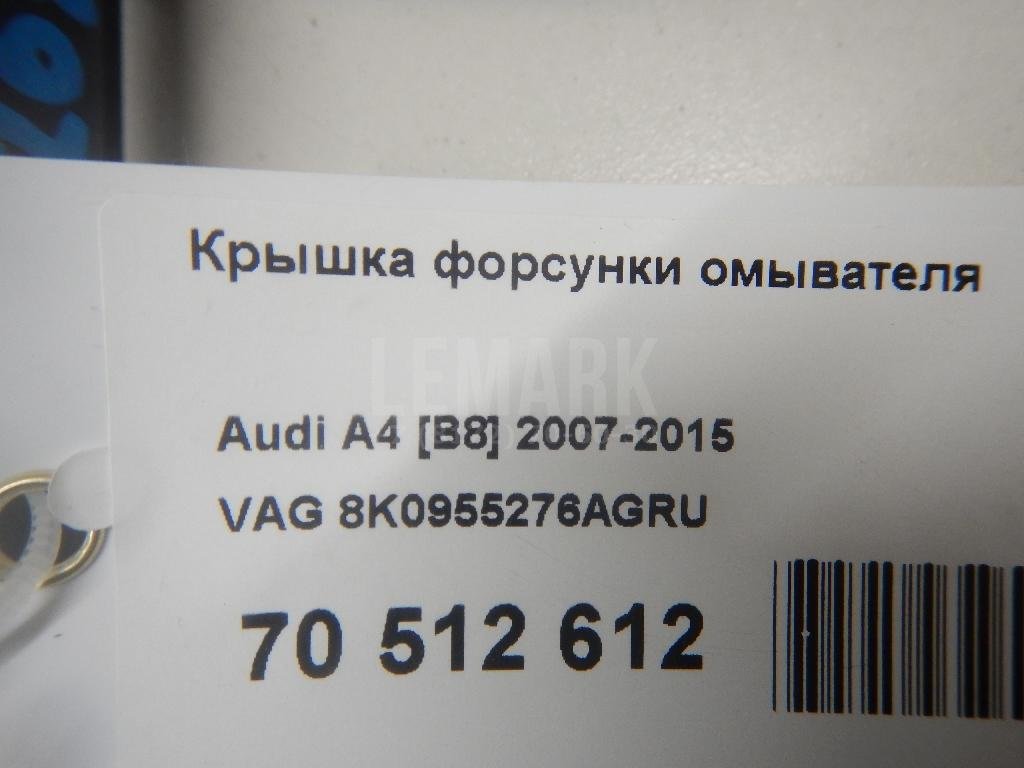 Крышка форсунки омывателя
LEMARK
Audi A4 [B8] 2007-2015
VAG 8K0955276AGRU
70 512 612